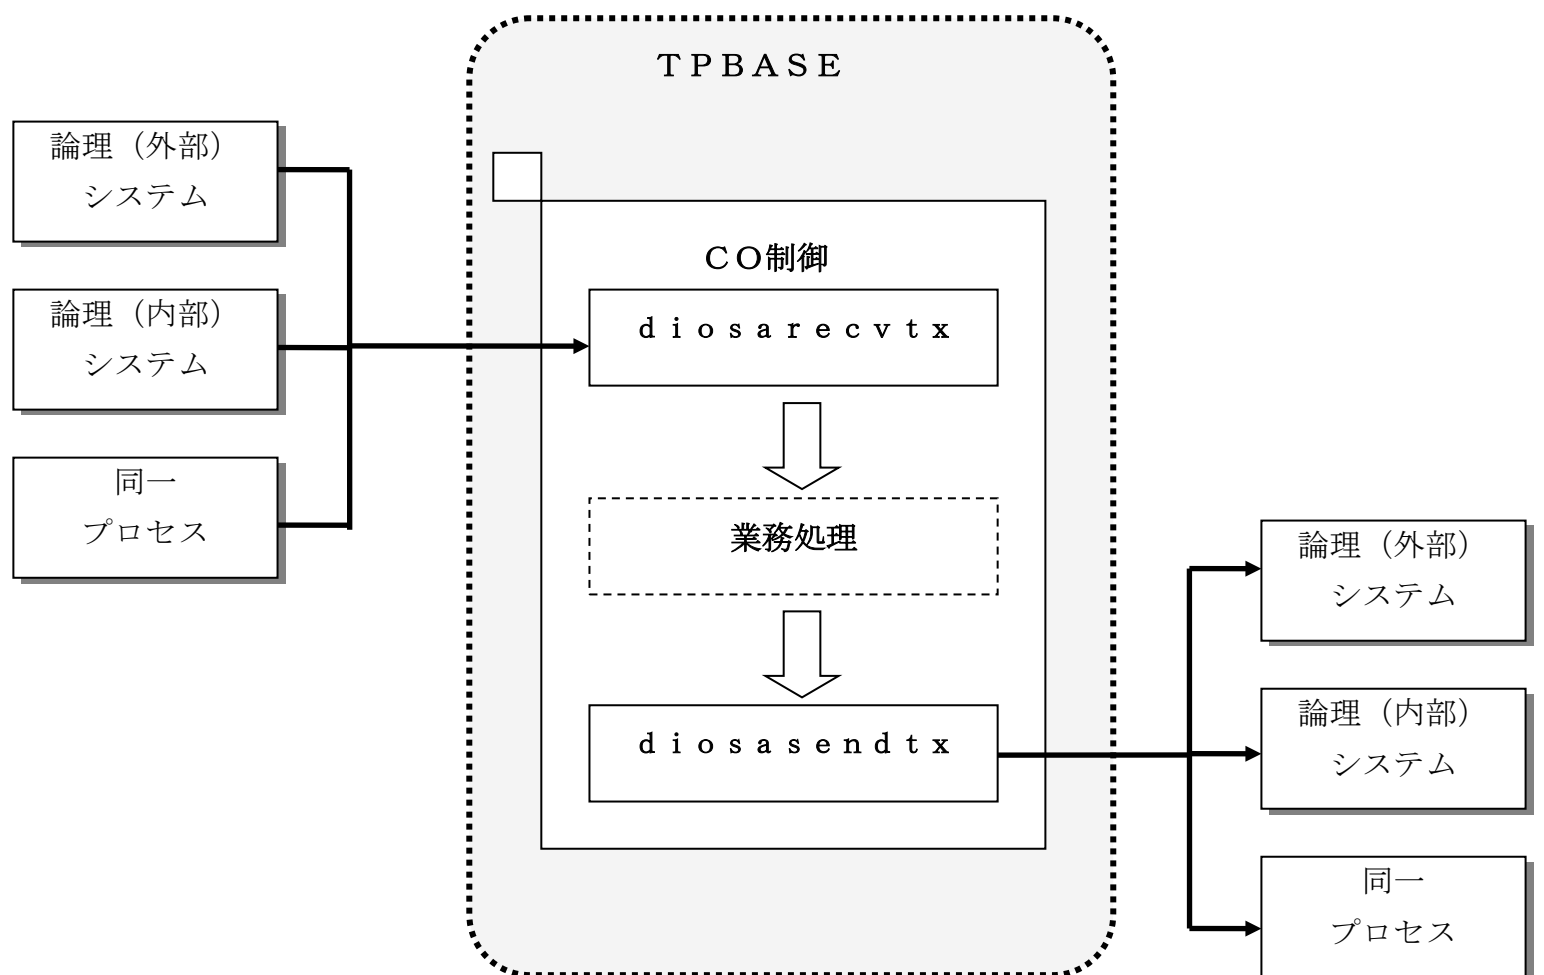 ＴＰＢＡＳＥ
論理（外部）
システム
論理（内部）
システム
同一
プロセス
ＣＯ制御
ｄｉｏｓａｒｅｃｖｔｘ
業務処理
ｄｉｏｓａｓｅｎｄｔｘ
論理（外部）
システム
論理（内部）
システム
同一
プロセス